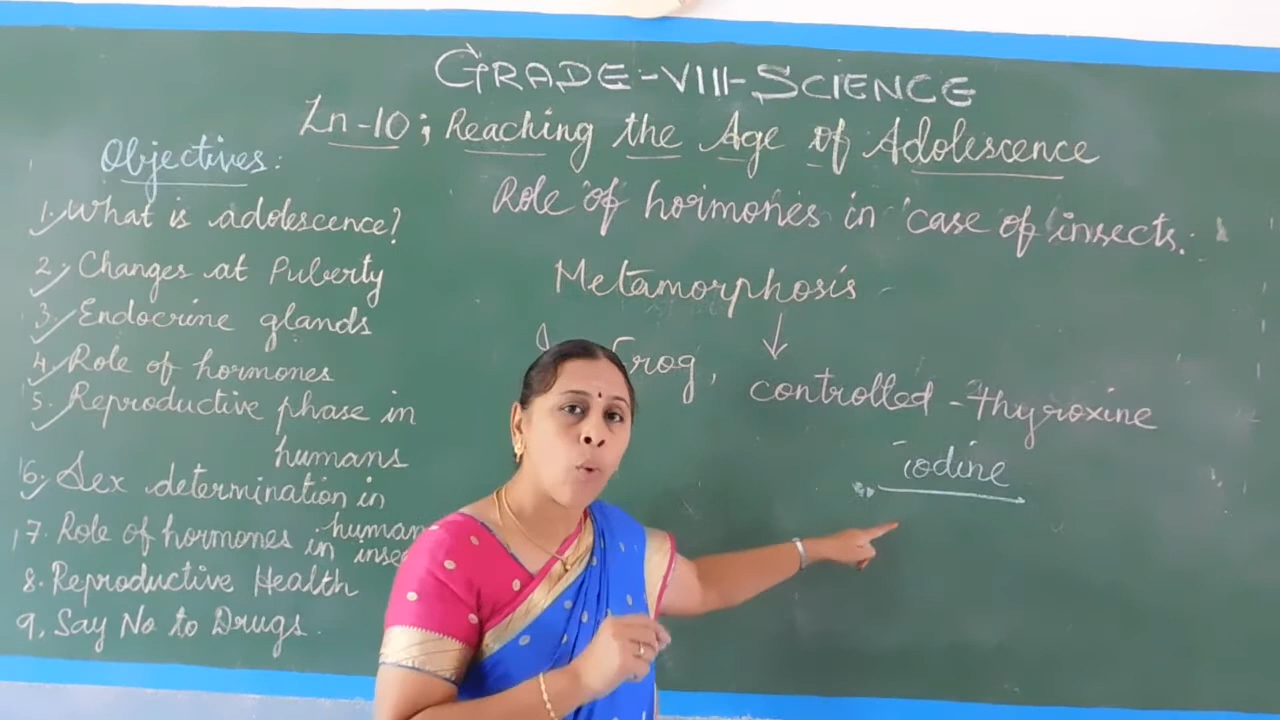 GRADE-VIII-SCIENCE
Ln-10; Reaching the Age of Adolescence
Objectives:
1. What is adolescence?
2. Changes at Puberty
3. Endocrine glands
4. Role of hormones
5. Reproductive phase in
humans
6. Sex determination in
human
7. Role of hormones in
8. Reproductive Health
9. Say No to Drugs.
Role of hormones in case of insects.
Metamorphosis
Frog,
controlled - Thyroxine
iodine